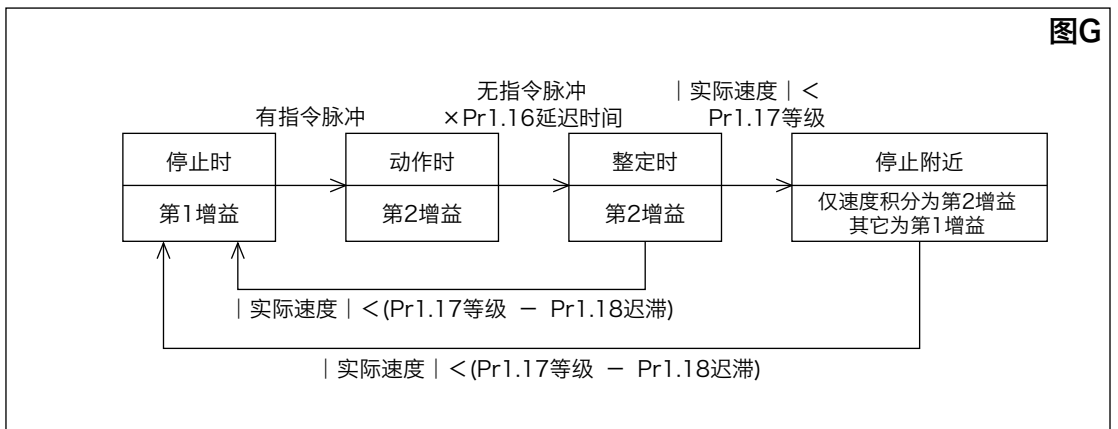 图G
有指令脉冲
无指令脉冲
×Pr1.16延迟时间
|实际速度|<
Pr1.17等级
停止时
第1增益
动作时
第2增益
整定时
第2增益
停止附近
仅速度积分为第2增益
其它为第1增益
|实际速度|<(Pr1.17等级 - Pr1.18迟滞)
|实际速度|<(Pr1.17等级 - Pr1.18迟滞)